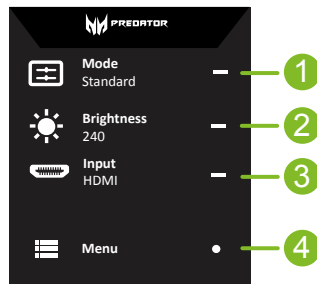 PREDATOR
Mode
Standard
1
Brightness
240
2
Input
HDMI
3
Menu
4